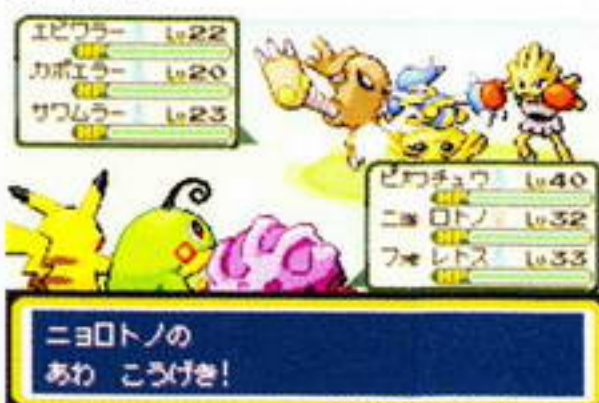 エビワラー Lv22
HP
カポエラー Lv20
HP
サワムラー Lv23
HP
ピカチュウ Lv40
HP
ニョロトノ Lv32
HP
フォレトス Lv33
HP
ニョロトノの
あわ こうげき!